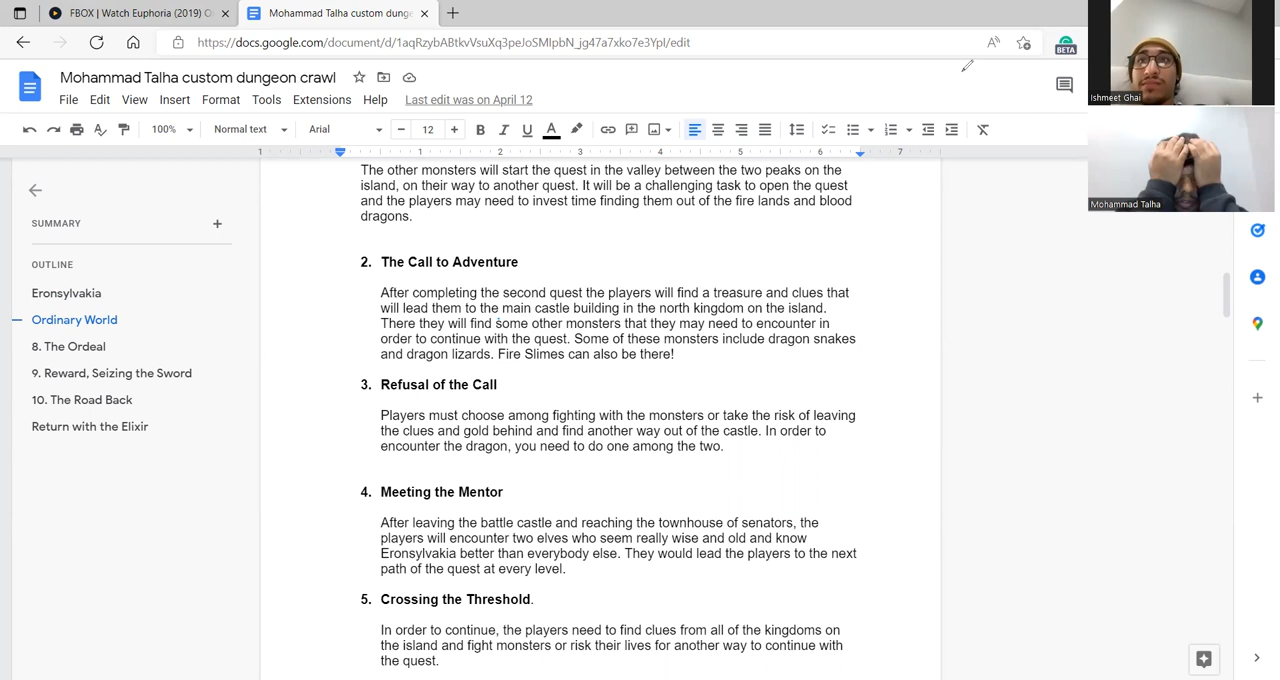 FBOX | Watch Euphoria (2019) O
Mohammad Talha custom dunge
https://docs.google.com/document/d/1aqRzybABtkvVsuXq3peJoSMIpbN_jg47a7xko7e3YpI/edit
BETA
Mohammad Talha custom dungeon crawl
File Edit View Insert Format Tools Extensions Help Last edit was on April 12
100% Normal text Arial 12 B I U A
1 1 2 3 4 5 6 7
SUMMARY
OUTLINE
Eronsylvakia
Ordinary World
8. The Ordeal
9. Reward, Seizing the Sword
10. The Road Back
Return with the Elixir
The other monsters will start the quest in the valley between the two peaks on the
island, on their way to another quest. It will be a challenging task to open the quest
and the players may need to invest time finding them out of the fire lands and blood
dragons.
2. The Call to Adventure
After completing the second quest the players will find a treasure and clues that
will lead them to the main castle building in the north kingdom on the island.
There they will find some other monsters that they may need to encounter in
order to continue with the quest. Some of these monsters include dragon snakes
and dragon lizards. Fire Slimes can also be there!
3. Refusal of the Call
Players must choose among fighting with the monsters or take the risk of leaving
the clues and gold behind and find another way out of the castle. In order to
encounter the dragon, you need to do one among the two.
4. Meeting the Mentor
After leaving the battle castle and reaching the townhouse of senators, the
players will encounter two elves who seem really wise and old and know
Eronsylvakia better than everybody else. They would lead the players to the next
path of the quest at every level.
5. Crossing the Threshold.
In order to continue, the players need to find clues from all of the kingdoms on
the island and fight monsters or risk their lives for another way to continue with
the quest.
Ishmeet Ghai
Mohammad Talha